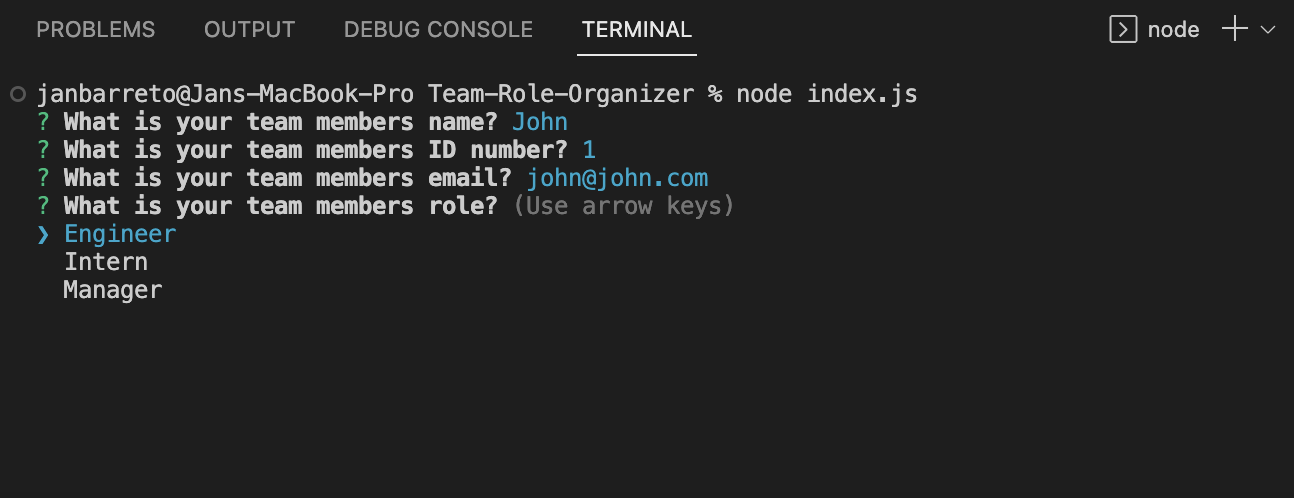 PROBLEMS OUTPUT DEBUG CONSOLE TERMINAL node
janbarreto@Jans-MacBook-Pro Team-Role-Organizer % node index.js
? What is your team members name? John
? What is your team members ID number? 1
? What is your team members email? john@john.com
? What is your team members role? (Use arrow keys)
❯ Engineer
Intern
Manager